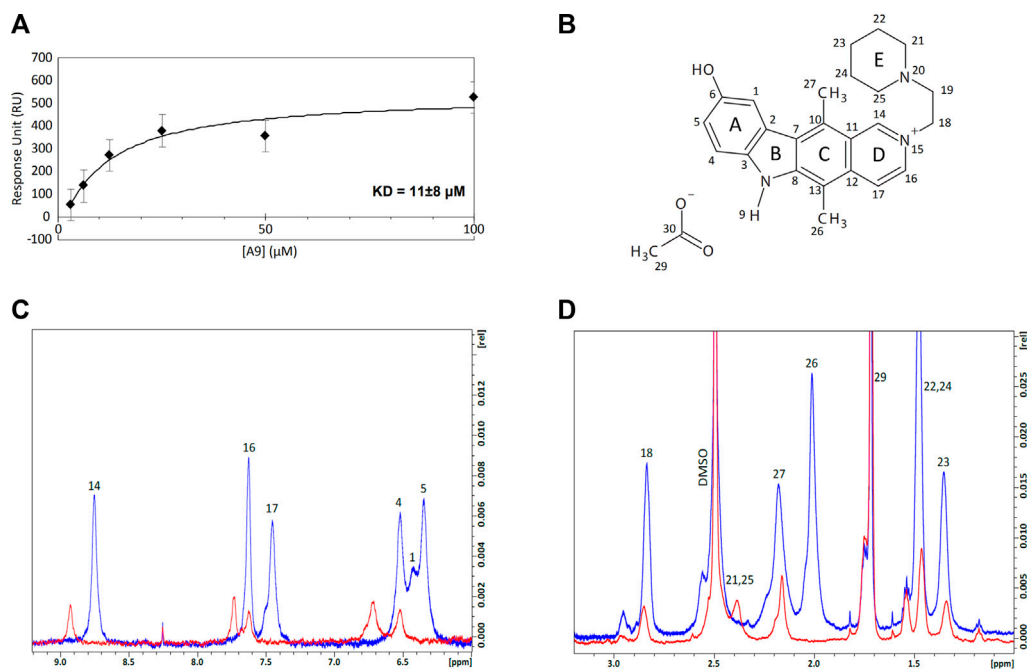 A
Response Unit (RU)
700
600
500
400
300
200
100
0
-100
0
50
100
KD = 11±8 µM
[A9] (µM)
B
22
23
21
E
24
20
25
19
HO
6
1
27
CH3
14
18
5
A
2
7
10
11
N+
15
B
C
D
4
3
8
12
16
N
13
17
9
H
CH3
26
O−
30
H3C
O
29
C
[rel]
0.012
0.010
0.008
0.006
0.004
0.002
0.000
14
16
17
4
1
5
9.0
8.5
8.0
7.5
7.0
6.5
[ppm]
D
[rel]
0.025
0.020
0.015
0.010
0.005
0.000
18
DMSO
21,25
27
26
29
22,24
23
3.0
2.5
2.0
1.5
[ppm]